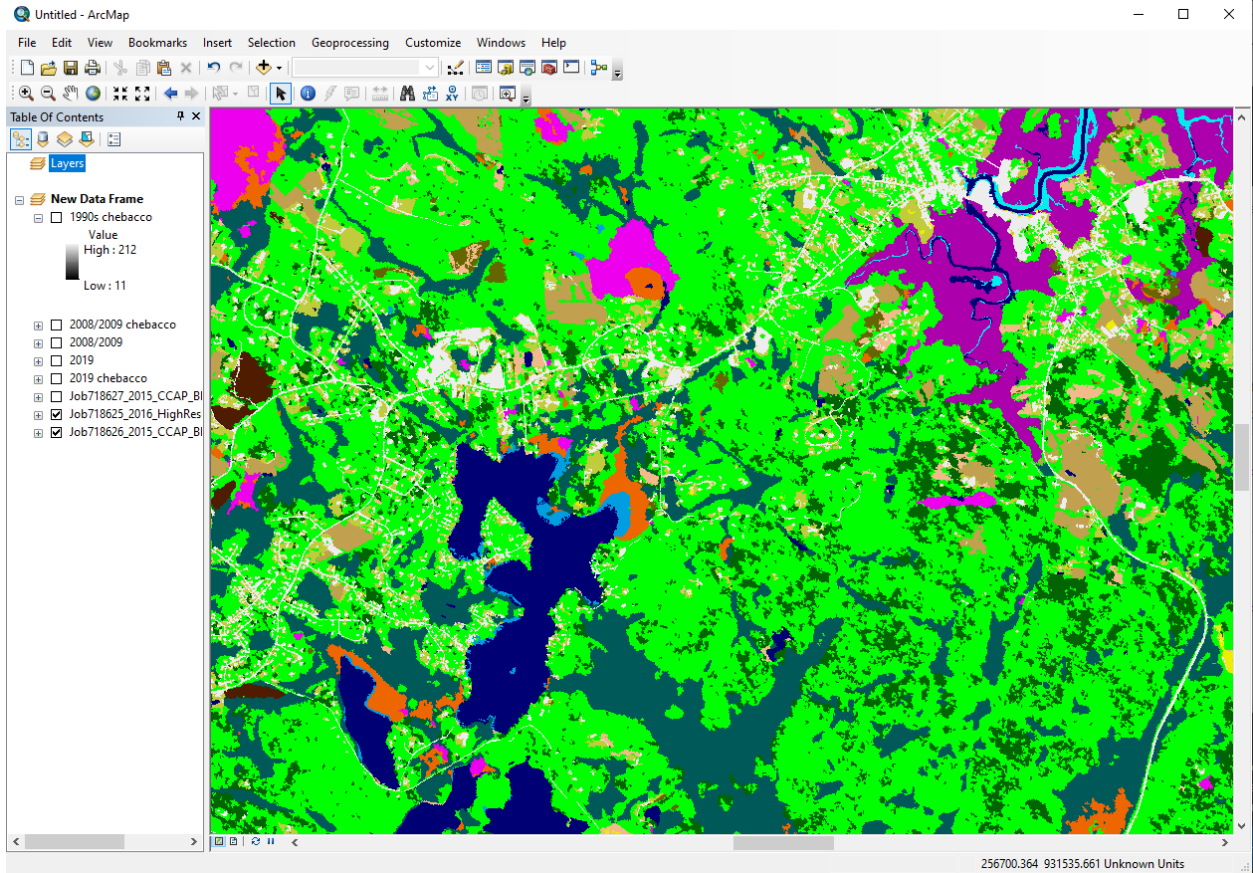 Untitled - ArcMap
File Edit View Bookmarks Insert Selection Geoprocessing Customize Windows Help
Table Of Contents
Layers
New Data Frame
1990s chebacco
Value
High : 212
Low : 11
2008/2009 chebacco
2008/2009
2019
2019 chebacco
Job718627_2015_CCAP_Bl
Job718625_2016_HighRes
Job718626_2015_CCAP_Bl
256700.364 931535.661 Unknown Units